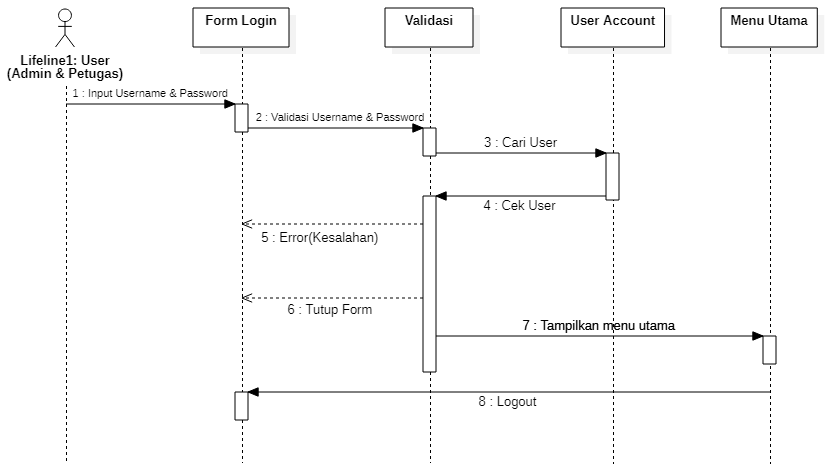 Form Login
Validasi
User Account
Menu Utama
Lifeline1: User
(Admin & Petugas)
1 : Input Username & Password
2 : Validasi Username & Password
3 : Cari User
4 : Cek User
5 : Error(Kesalahan)
6 : Tutup Form
7 : Tampilkan menu utama
8 : Logout